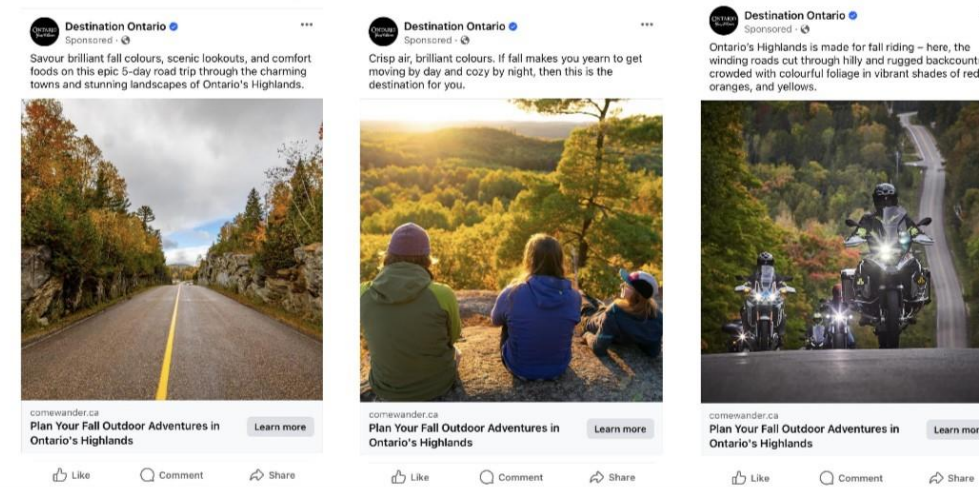 Destination Ontario
Sponsored ·
Savour brilliant fall colours, scenic lookouts, and comfort
foods on this epic 5-day road trip through the charming
towns and stunning landscapes of Ontario's Highlands.
comewander.ca
Plan Your Fall Outdoor Adventures in
Ontario's Highlands
Learn more
Like
Comment
Share
Destination Ontario
Sponsored ·
Crisp air, brilliant colours. If fall makes you yearn to get
moving by day and cozy by night, then this is the
destination for you.
comewander.ca
Plan Your Fall Outdoor Adventures in
Ontario's Highlands
Learn more
Like
Comment
Share
Destination Ontario
Sponsored ·
Ontario's Highlands is made for fall riding – here, the
winding roads cut through hilly and rugged backcount
crowded with colourful foliage in vibrant shades of red
oranges, and yellows.
comewander.ca
Plan Your Fall Outdoor Adventures in
Ontario's Highlands
Learn mor
Like
Comment
Share